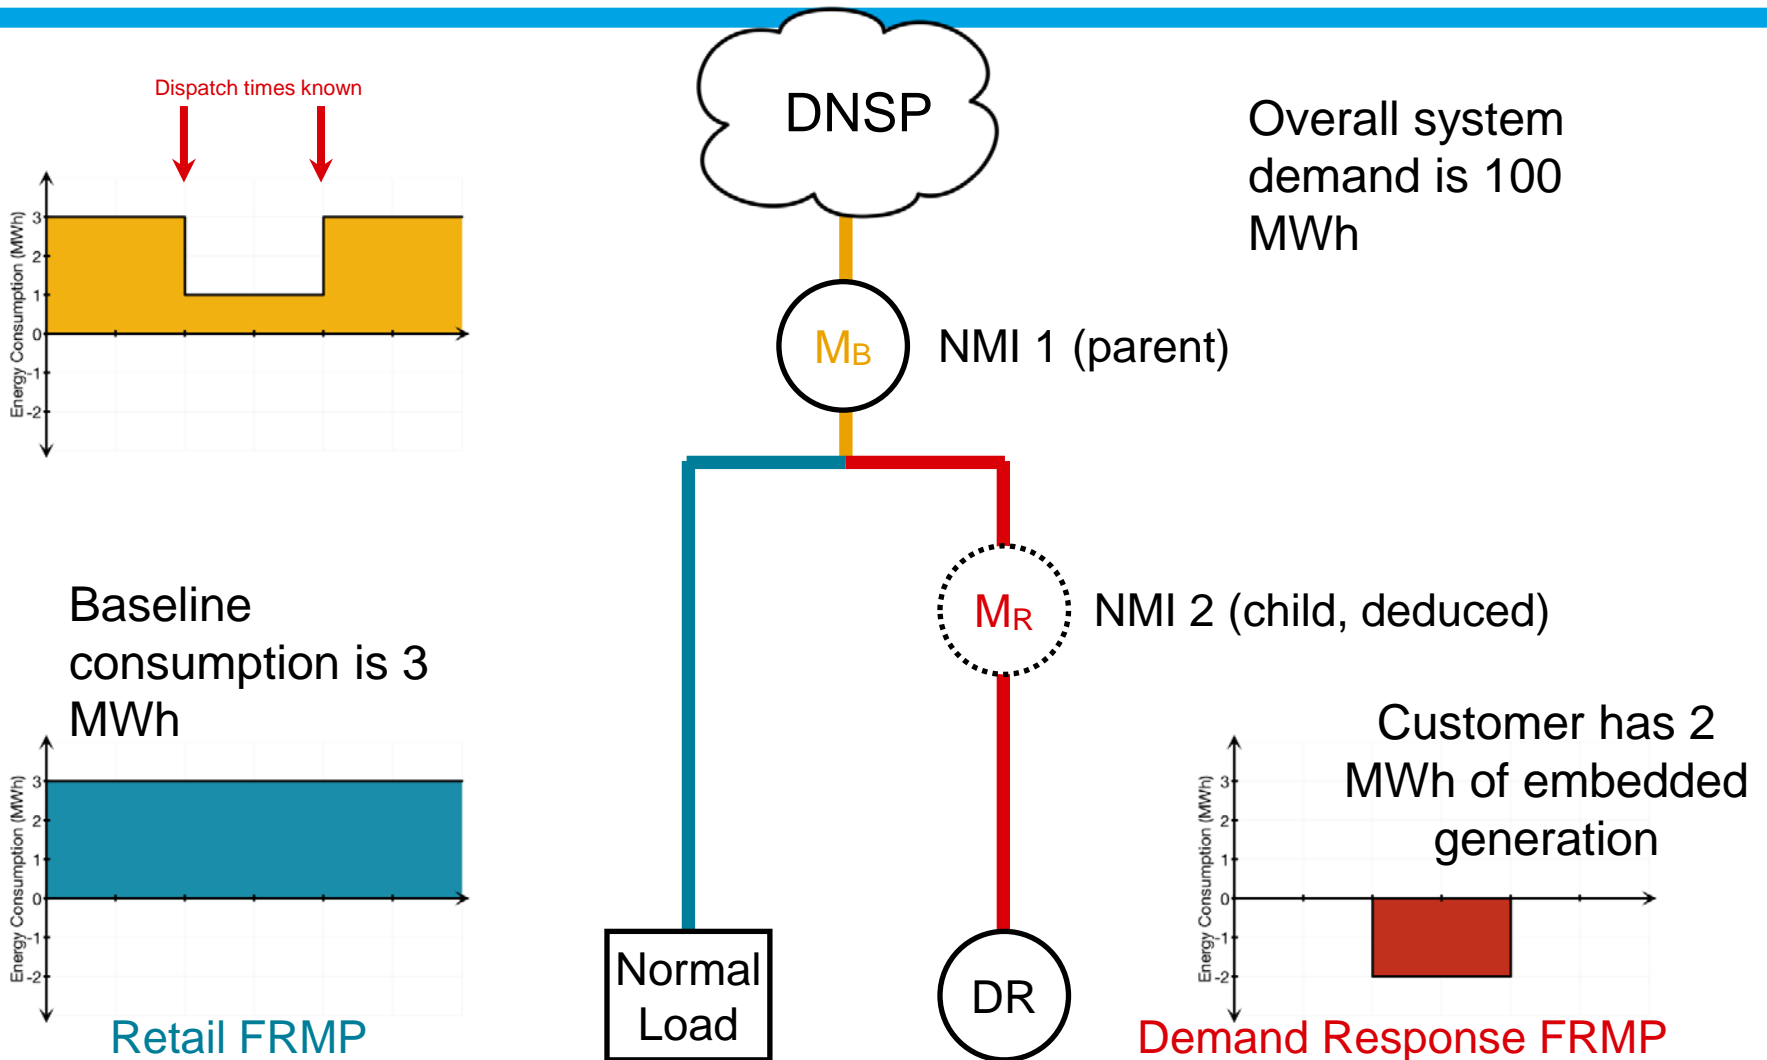 Dispatch times known
DNSP
Overall system
demand is 100
MWh
Energy Consumption (MWh)
3
2
1
0
-1
-2
MB
NMI 1 (parent)
Baseline
consumption is 3
MWh
MR
NMI 2 (child, deduced)
Customer has 2
MWh of embedded
generation
Energy Consumption (MWh)
3
2
1
0
-1
-2
Energy Consumption (MWh)
3
2
1
0
-1
-2
Normal
Load
DR
Retail FRMP
Demand Response FRMP